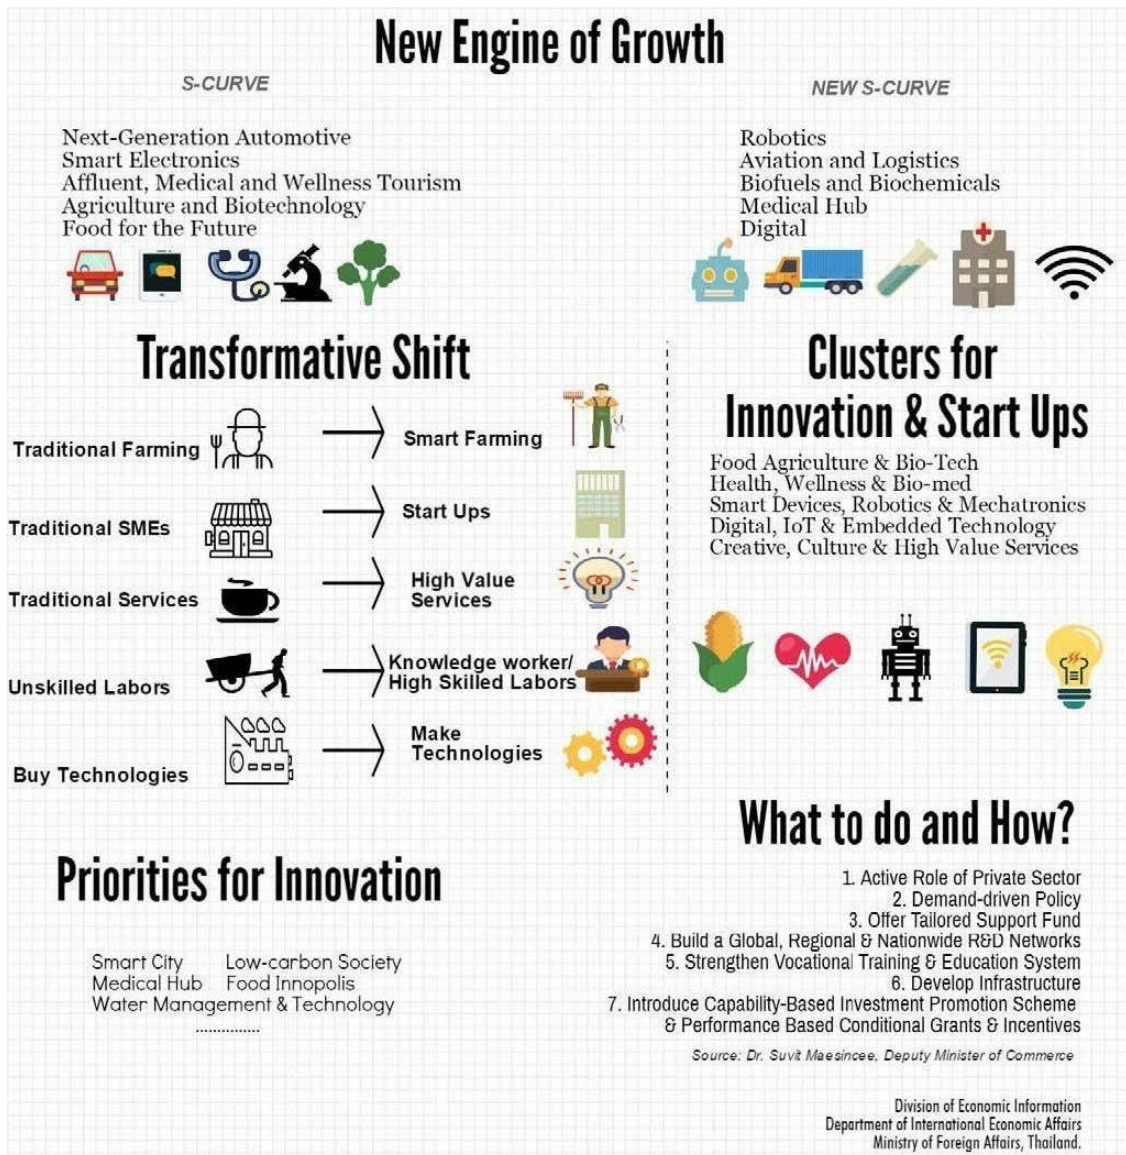 New Engine of Growth
S-CURVE
Next-Generation Automotive
Smart Electronics
Affluent, Medical and Wellness Tourism
Agriculture and Biotechnology
Food for the Future
NEW S-CURVE
Robotics
Aviation and Logistics
Biofuels and Biochemicals
Medical Hub
Digital
Transformative Shift
Traditional Farming
Smart Farming
Traditional SMEs
Start Ups
Traditional Services
High Value
Services
Unskilled Labors
Knowledge worker/
High Skilled Labors
Buy Technologies
Make
Technologies
Clusters for
Innovation & Start Ups
Food Agriculture & Bio-Tech
Health, Wellness & Bio-med
Smart Devices, Robotics & Mechatronics
Digital, IoT & Embedded Technology
Creative, Culture & High Value Services
Priorities for Innovation
Smart City Low-carbon Society
Medical Hub Food Innopolis
Water Management & Technology
...............
What to do and How?
1. Active Role of Private Sector
2. Demand-driven Policy
3. Offer Tailored Support Fund
4. Build a Global, Regional & Nationwide R&D Networks
5. Strengthen Vocational Training & Education System
6. Develop Infrastructure
7. Introduce Capability-Based Investment Promotion Scheme
& Performance Based Conditional Grants & Incentives
Source: Dr. Suvit Maesincee, Deputy Minister of Commerce
Division of Economic Information
Department of International Economic Affairs
Ministry of Foreign Affairs, Thailand.